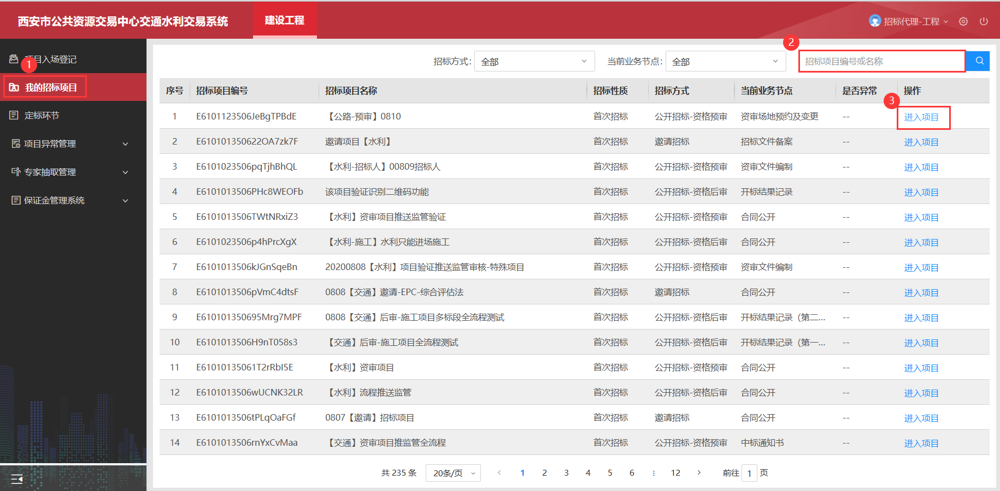 西安市公共资源交易中心交通水利交易系统
建设工程
招标代理-工程
项目入场登记
1
我的招标项目
定标环节
项目异常管理
专家抽取管理
保证金管理系统
招标方式: 全部 当前业务节点: 全部 招标项目编号或名称
2
序号 招标项目编号 招标项目名称 招标性质 招标方式 当前业务节点 是否异常 操作
3
1 E6101123506JeBgTPBdE 【公路-预审】0810 首次招标 公开招标-资格预审 资审场地预约及变更 -- 进入项目
2 E610101350622OA7zk7F 邀请项目【水利】 首次招标 邀请招标 招标文件备案 -- 进入项目
3 E6101023506pqTjhBhQL 【水利-招标人】00809招标人 首次招标 公开招标-资格预审 资审文件编制 -- 进入项目
4 E6101013506PHc8WEOFb 该项目验证识别二维码功能 首次招标 公开招标-资格后审 开标结果记录 -- 进入项目
5 E6101013506TWtNRxiZ3 【水利】资审项目推送监管验证 首次招标 公开招标-资格预审 合同公开 -- 进入项目
6 E6101023506p4hPrcXgX 【水利-施工】水利只能进场施工 首次招标 公开招标-资格后审 合同公开 -- 进入项目
7 E6101013506kJGnSqeBn 20200808【水利】项目验证推送监管审核-特殊项目 首次招标 公开招标-资格预审 资审文件编制 -- 进入项目
8 E6101013506pVmC4dtsF 0808【交通】邀请-EPC-综合评估法 首次招标 邀请招标 合同公开 -- 进入项目
9 E610101350695Mrg7MPF 0808【交通】后审-施工项目多标段全流程测试 首次招标 公开招标-资格后审 开标结果记录（第二... -- 进入项目
10 E6101013506H9nT058s3 【交通】后审-施工项目全流程测试 首次招标 公开招标-资格后审 开标结果记录（第一... -- 进入项目
11 E61010135061T2rRbI5E 【水利】资审项目 首次招标 公开招标-资格预审 合同公开 -- 进入项目
12 E6101013506wUCNK32LR 【水利】流程推送监管 首次招标 公开招标-资格后审 合同公开 -- 进入项目
13 E6101013506tPLqOaFGf 0807【邀请】招标项目 首次招标 邀请招标 合同公开 -- 进入项目
14 E6101013506rnYxCvMaa 【交通】资审项目推监管全流程 首次招标 公开招标-资格预审 中标通知书 -- 进入项目
共 235 条 20条/页 < 1 2 3 4 5 6 ⋮ 12 > 前往 1 页